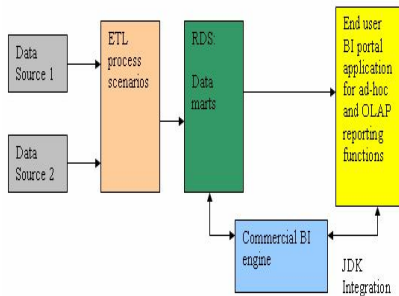 Data
Source 1
Data
Source 2
ETL
process
scenarios
RDS:
Data
marts
End user
BI portal
application
for ad-hoc
and OLAP
reporting
functions
Commercial BI
engine
JDK
Integration